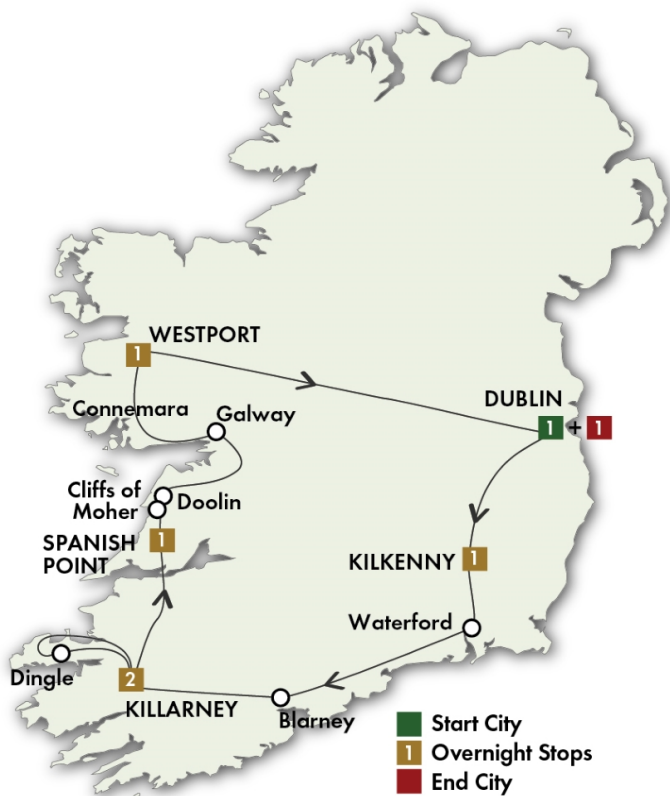 WESTPORT
1
Connemara
Galway
DUBLIN
1 + 1
Cliffs of
Moher
Doolin
SPANISH
POINT
1
KILKENNY 1
Waterford
Dingle
2
KILLARNEY
Blarney
Start City
1 Overnight Stops
End City